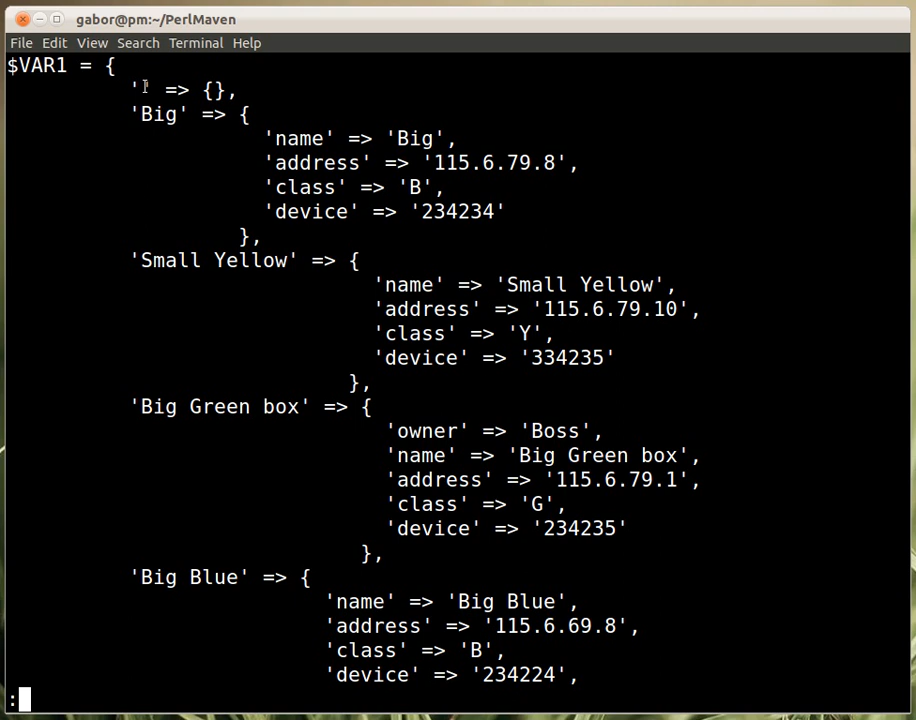 gabor@pm:~/PerlMaven
File Edit View Search Terminal Help
$VAR1 = {
'' => {},
'Big' => {
'name' => 'Big',
'address' => '115.6.79.8',
'class' => 'B',
'device' => '234234'
},
'Small Yellow' => {
'name' => 'Small Yellow',
'address' => '115.6.79.10',
'class' => 'Y',
'device' => '334235'
},
'Big Green box' => {
'owner' => 'Boss',
'name' => 'Big Green box',
'address' => '115.6.79.1',
'class' => 'G',
'device' => '234235'
},
'Big Blue' => {
'name' => 'Big Blue',
'address' => '115.6.69.8',
'class' => 'B',
'device' => '234224',
: